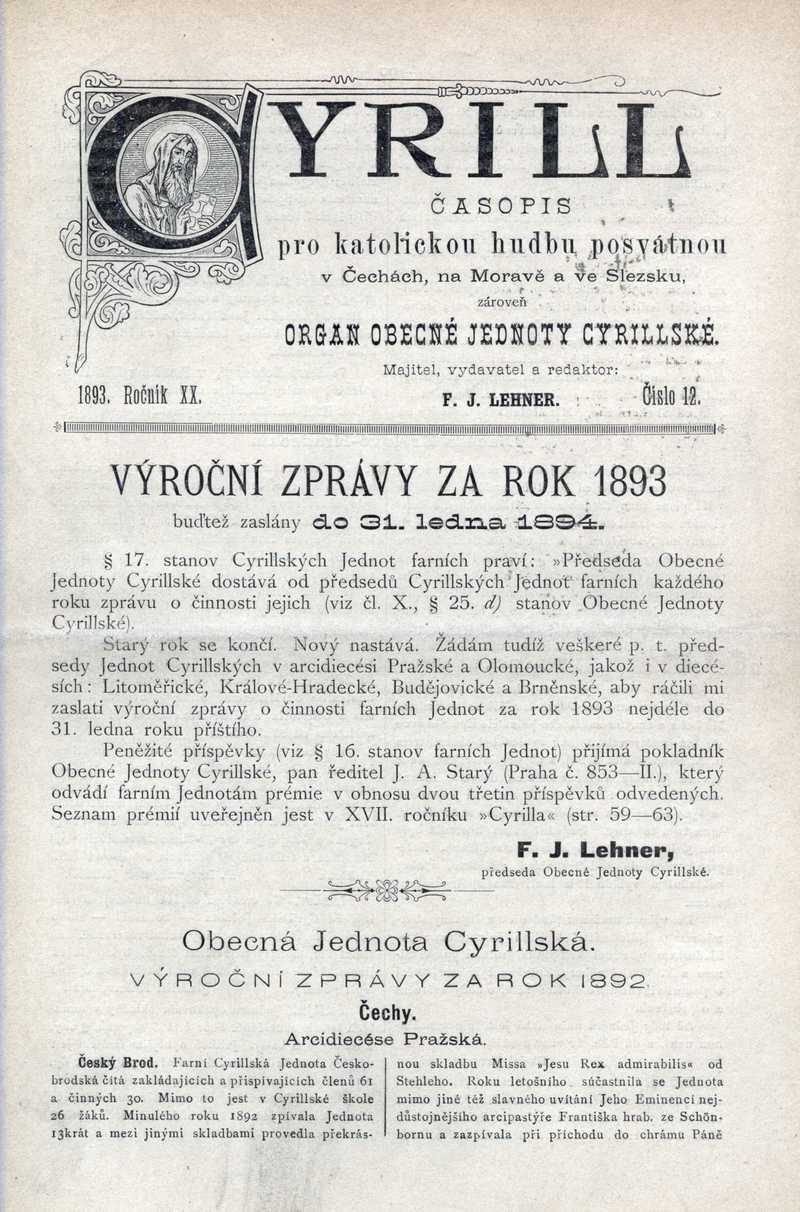 CYRILL
ČASOPIS
pro katolickou hudbu posvátnou
v Čechách, na Moravě a ve Slezsku,
zároveň
ORGAN OBECNÉ JEDNOTY CYRILLSKÉ.
Majitel, vydavatel a redaktor:
1893. Ročník XX.
F. J. LEHNER.
Číslo 12.
VÝROČNÍ ZPRÁVY ZA ROK 1893
buďtež zaslány do 31. ledna 1894.
§ 17. stanov Cyrillských Jednot farních praví: »Předseda Obecné
Jednoty Cyrillské dostává od předsedů Cyrillských Jednot farních každého
roku zprávu o činnosti jejich (viz čl. X., § 25. d) stanov Obecné Jednoty
Cyrillské).
Starý rok se končí. Nový nastává. Žádám tudíž veškeré p. t. před-
sedy Jednot Cyrillských v arcidiecési Pražské a Olomoucké, jakož i v diecé-
sích: Litoměřické, Králové-Hradecké, Budějovické a Brněnské, aby ráčili mi
zaslati výroční zprávy o činnosti farních Jednot za rok 1893 nejdéle do
31. ledna roku příštího.
Peněžité příspěvky (viz § 16. stanov farních Jednot) přijímá pokladník
Obecné Jednoty Cyrillské, pan ředitel J. A. Starý (Praha č. 853—II.), který
odvádí farním Jednotám prémie v obnosu dvou třetin příspěvků odvedených.
Seznam prémií uveřejněn jest v XVII. ročníku »Cyrilla« (str. 59—63).
F. J. Lehner,
předseda Obecné Jednoty Cyrillské.
Obecná Jednota Cyrillská.
VÝROČNÍ ZPRÁVY ZA ROK 1892.
Čechy.
Arcidiecése Pražská.
Český Brod. Farní Cyrillská Jednota Česko-
brodská čítá zakládajících a přispívajících členů 61
a činných 30. Mimo to jest v Cyrillské škole
26 žáků. Minulého roku 1892 zpívala Jednota
13krát a mezi jinými skladbami provedla překrás-
nou skladbu Missa »Jesu Rex admirabilis« od
Stehleho. Roku letošního súčastnila se Jednota
mimo jiné též slavného uvítání Jeho Eminencí nej-
důstojnějšího arcipastýře Františka hrab. ze Schön-
bornu a zazpívala při příchodu do chrámu Páně